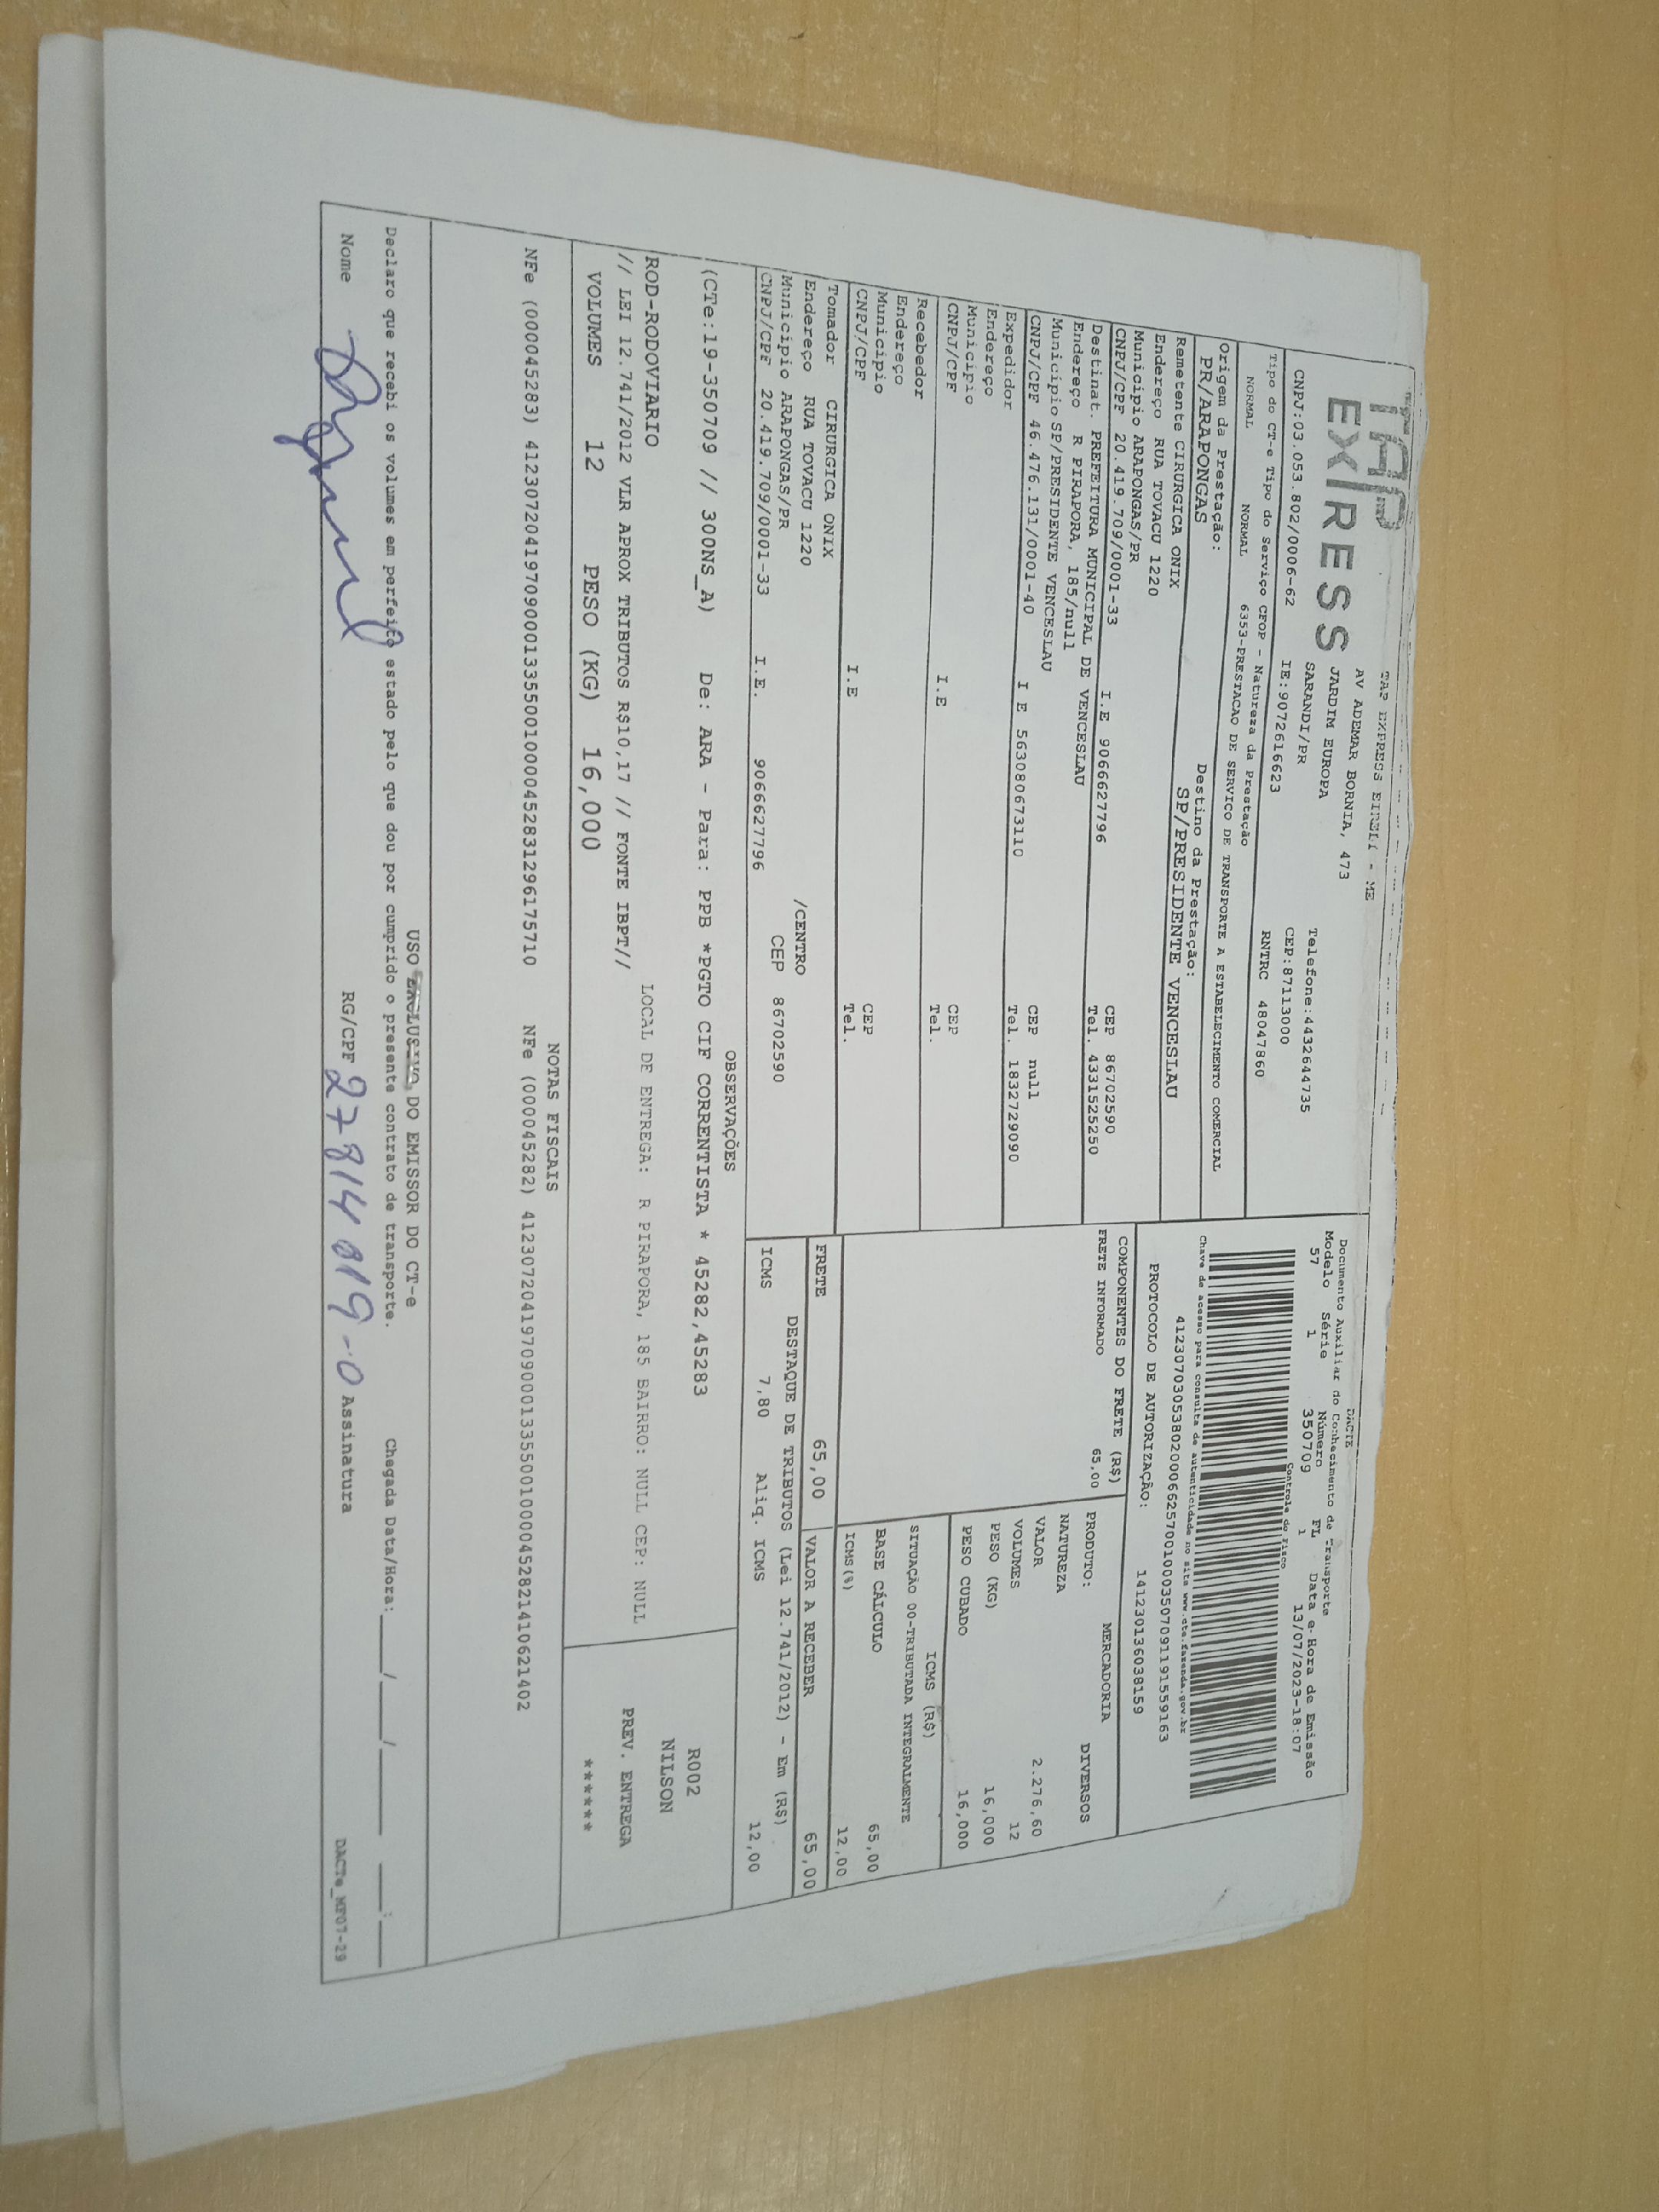 TAP EXPRESS
TAP EXPRESS EIRELI - ME
AV ADEMAR BORNIA, 473
JARDIM EUROPA
SARANDI/PR
Telefone:4432644735
CNPJ:03.053.802/0006-62 IE:9072616623 CEP:87113000
RNTRC 48047860
Tipo do CT-e Tipo do Serviço CFOP - Natureza da Prestação
NORMAL NORMAL 6353-PRESTACAO DE SERVICO DE TRANSPORTE A ESTABELECIMENTO COMERCIAL
Origem da Prestação: Destino da Prestação:
PR/ARAPONGAS SP/PRESIDENTE VENCESLAU
DACTE
Documento Auxiliar do Conhecimento de Transporte
Modelo Série Número FL Data e Hora de Emissão
57 1 350709 1 13/07/2023-18:07
Controle do Fisco
Chave de acesso para consulta de autenticidade no site www.cte.fazenda.gov.br
41230703053802000662570010003507091191559163
PROTOCOLO DE AUTORIZAÇÃO: 141230136038159
Remetente CIRURGICA ONIX
Endereço RUA TOVACU 1220
Municipio ARAPONGAS/PR CEP 86702590
CNPJ/CPF 20.419.709/0001-33 I.E 9066627796 Tel. 4331525250
Destinat. PREFEITURA MUNICIPAL DE VENCESLAU
Endereço R PIRAPORA, 185/null
Municipio SP/PRESIDENTE VENCESLAU CEP null
CNPJ/CPF 46.476.131/0001-40 I E 563080673110 Tel. 1832729090
Expedidor
Endereço
Municipio CEP
CNPJ/CPF I.E Tel.
Recebedor
Endereço
Municipio CEP
CNPJ/CPF I.E Tel.
Tomador CIRURGICA ONIX
Endereço RUA TOVACU 1220 /CENTRO
Municipio ARAPONGAS/PR CEP 86702590
CNPJ/CPF 20.419.709/0001-33 I.E. 9066627796
COMPONENTES DO FRETE (R$)
FRETE INFORMADO 65,00
MERCADORIA
PRODUTO: DIVERSOS
NATUREZA
VALOR 2.276,60
VOLUMES 12
PESO (KG) 16,000
PESO CUBADO 16,000
ICMS (R$)
SITUAÇÃO 00-TRIBUTADA INTEGRALMENTE
BASE CÁLCULO 65,00
ICMS(%) 12,00
FRETE 65,00 VALOR A RECEBER 65,00
DESTAQUE DE TRIBUTOS (Lei 12.741/2012) - Em (R$)
ICMS 7,80 Aliq. ICMS 12,00
OBSERVAÇÕES
(CTe:19-350709 // 300NS_A) De: ARA - Para: PPB *PGTO CIF CORRENTISTA * 45282,45283
R002
NILSON
ROD-RODOVIARIO LOCAL DE ENTREGA: R PIRAPORA, 185 BAIRRO: NULL CEP: NULL
// LEI 12.741/2012 VLR APROX TRIBUTOS R$10,17 // FONTE IBPT//
PREV. ENTREGA
******
VOLUMES 12 PESO (KG) 16,000
NOTAS FISCAIS
NFe (000045283) 41230720419709000133550010000452831296175710 NFe (000045282) 41230720419709000133550010000452821410621402
USO EXCLUSIVO DO EMISSOR DO CT-e
Declaro que recebi os volumes em perfeito estado pelo que dou por cumprido o presente contrato de transporte. Chegada Data/Hora:___/___/____ __:__
Nome RG/CPF 27814019-0 Assinatura
DACTe_MF07-29